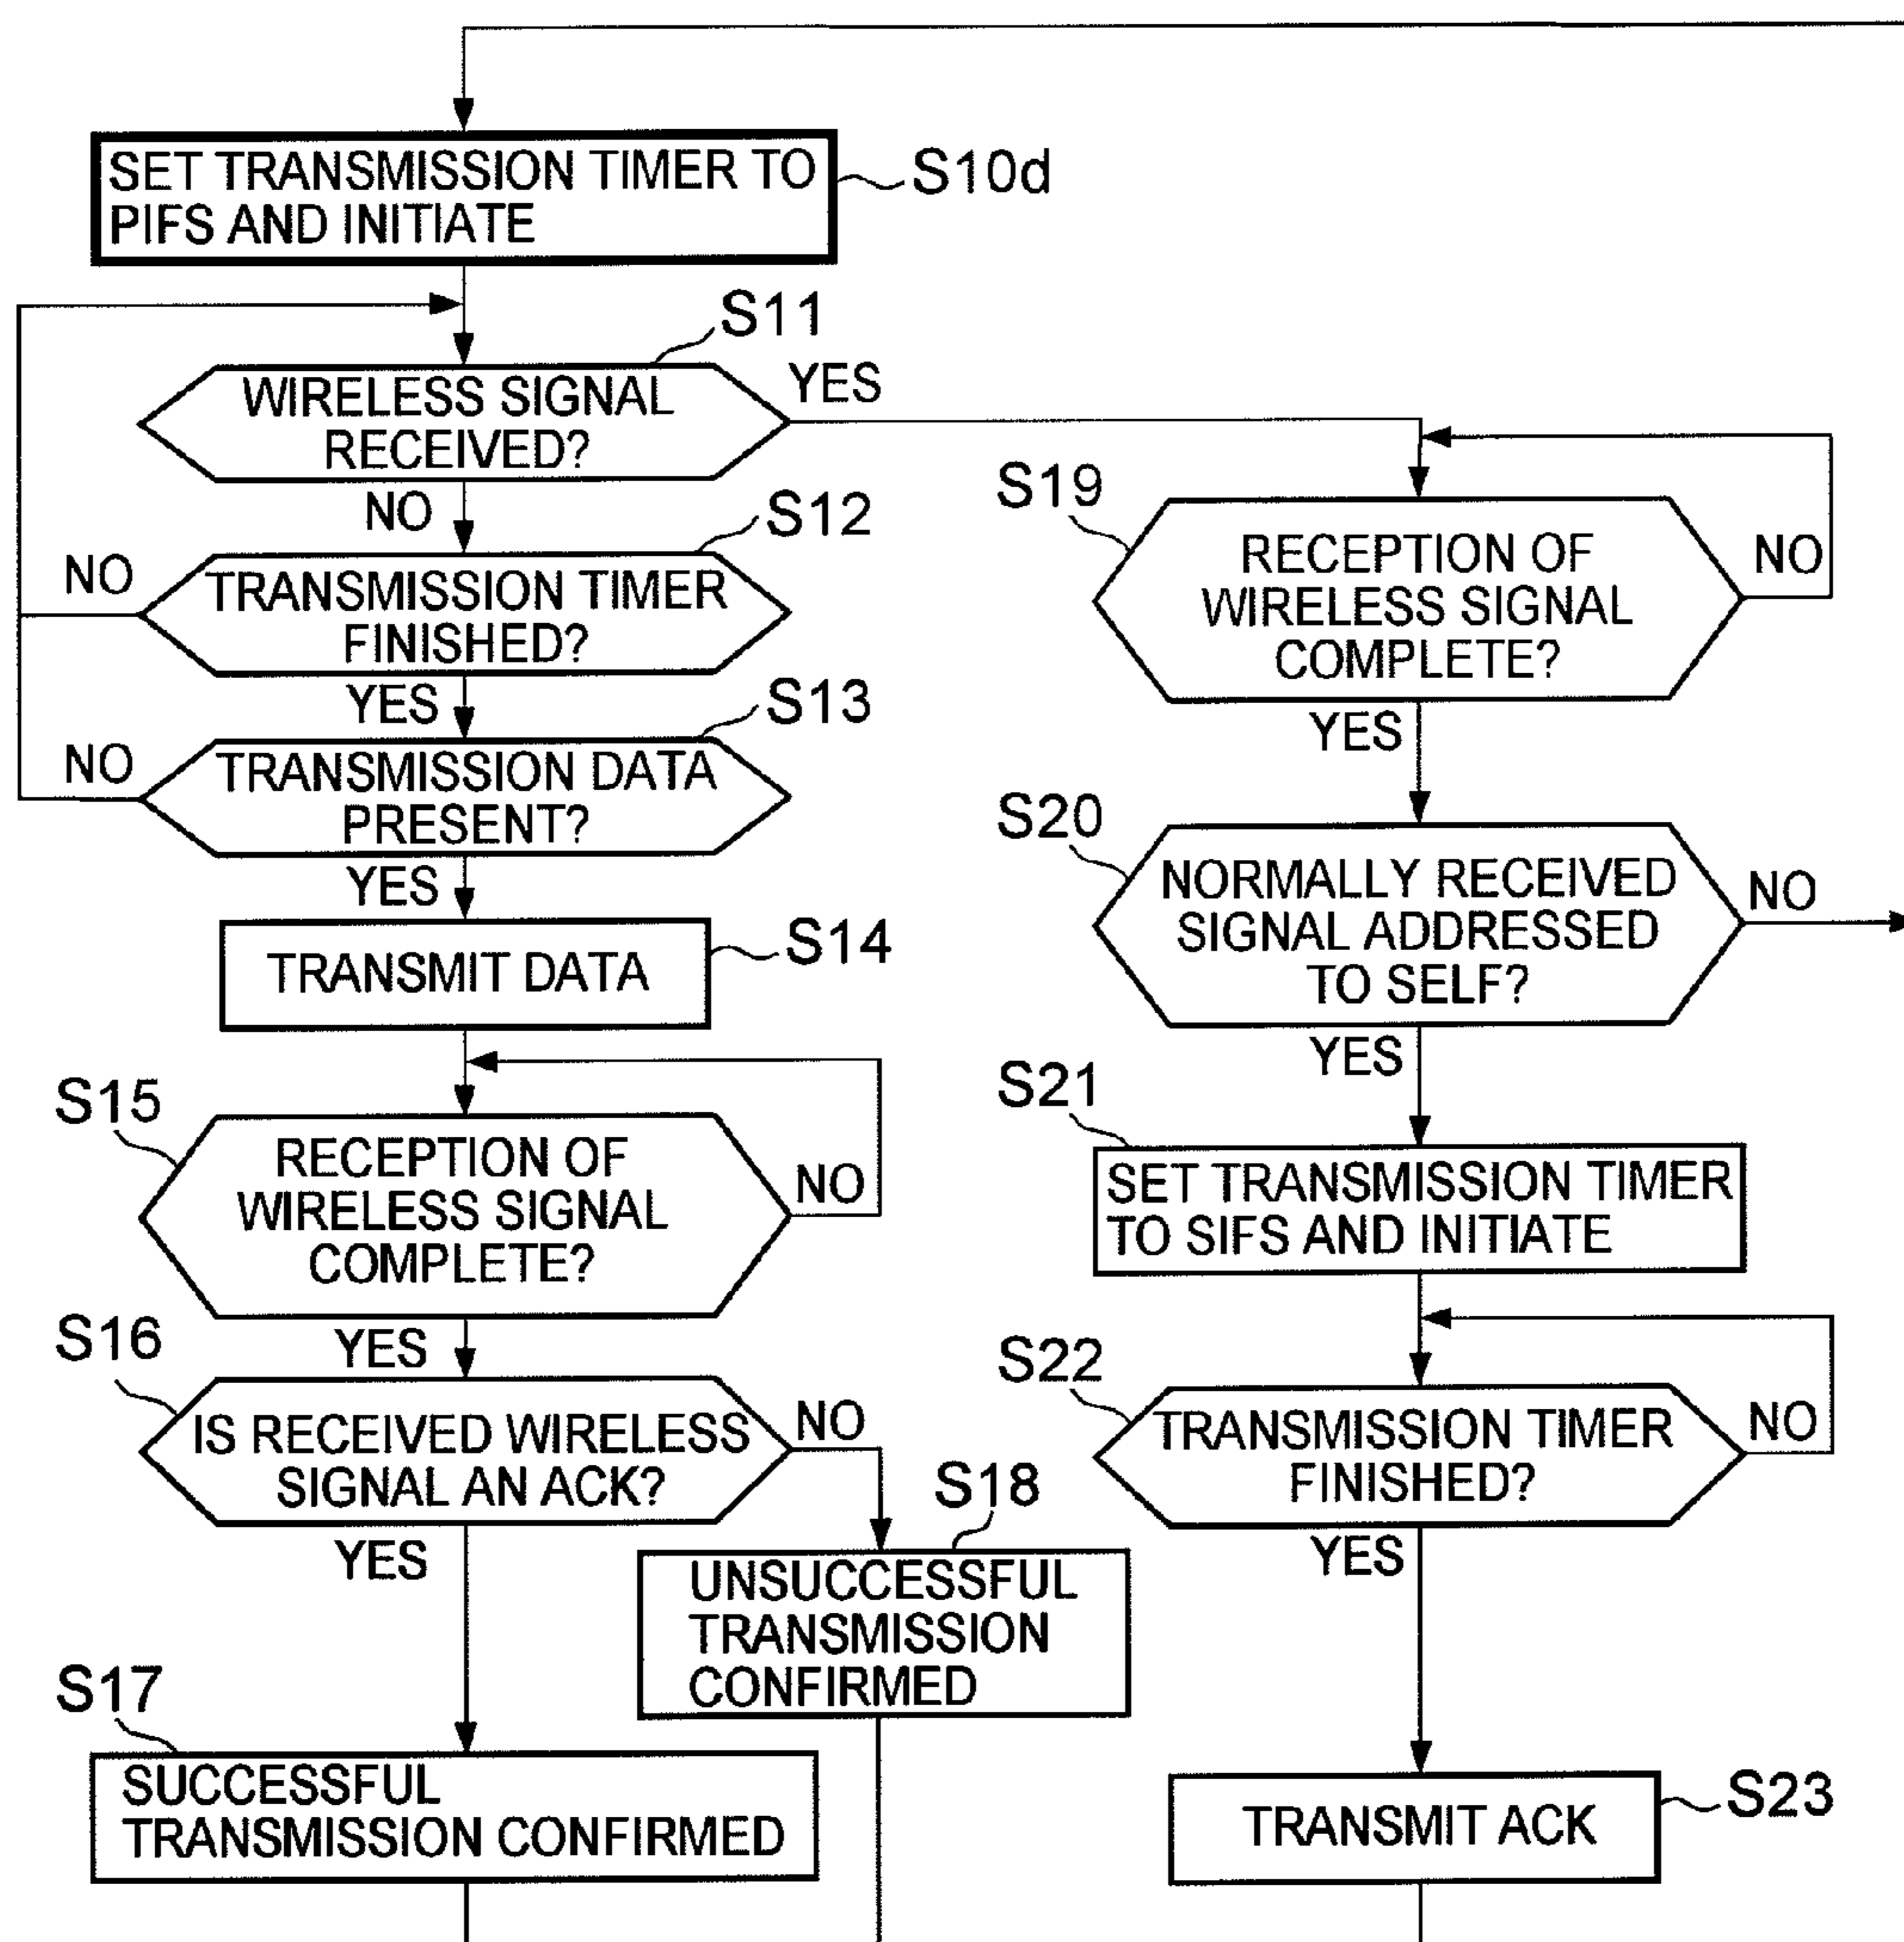 SET TRANSMISSION TIMER TO
PIFS AND INITIATE
S10d
S11
WIRELESS SIGNAL
RECEIVED?
YES
NO
S12
TRANSMISSION TIMER
FINISHED?
NO
YES
S13
TRANSMISSION DATA
PRESENT?
NO
YES
TRANSMIT DATA
S14
S15
RECEPTION OF
WIRELESS SIGNAL
COMPLETE?
NO
YES
S16
IS RECEIVED WIRELESS
SIGNAL AN ACK?
NO
YES
S18
UNSUCCESSFUL
TRANSMISSION
CONFIRMED
S17
SUCCESSFUL
TRANSMISSION CONFIRMED
S19
RECEPTION OF
WIRELESS SIGNAL
COMPLETE?
NO
YES
S20
NORMALLY RECEIVED
SIGNAL ADDRESSED
TO SELF?
NO
YES
S21
SET TRANSMISSION TIMER
TO SIFS AND INITIATE
S22
TRANSMISSION TIMER
FINISHED?
NO
YES
TRANSMIT ACK
S23